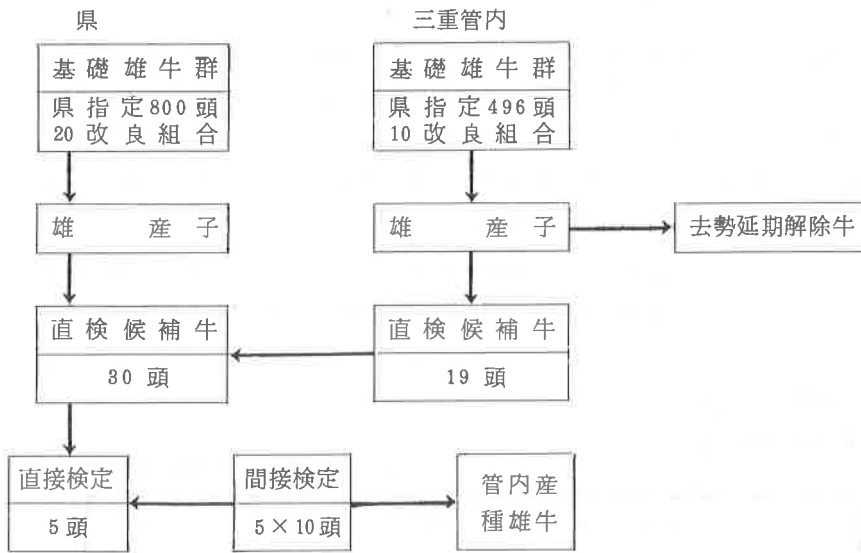 県
三重管内
基礎雄牛群
県指定800頭
20改良組合
基礎雄牛群
県指定496頭
10改良組合
雄産子
雄産子
去勢延期解除牛
直検候補牛
30頭
直検候補牛
19頭
直接検定
5頭
間接検定
5×10頭
管内産
種雄牛